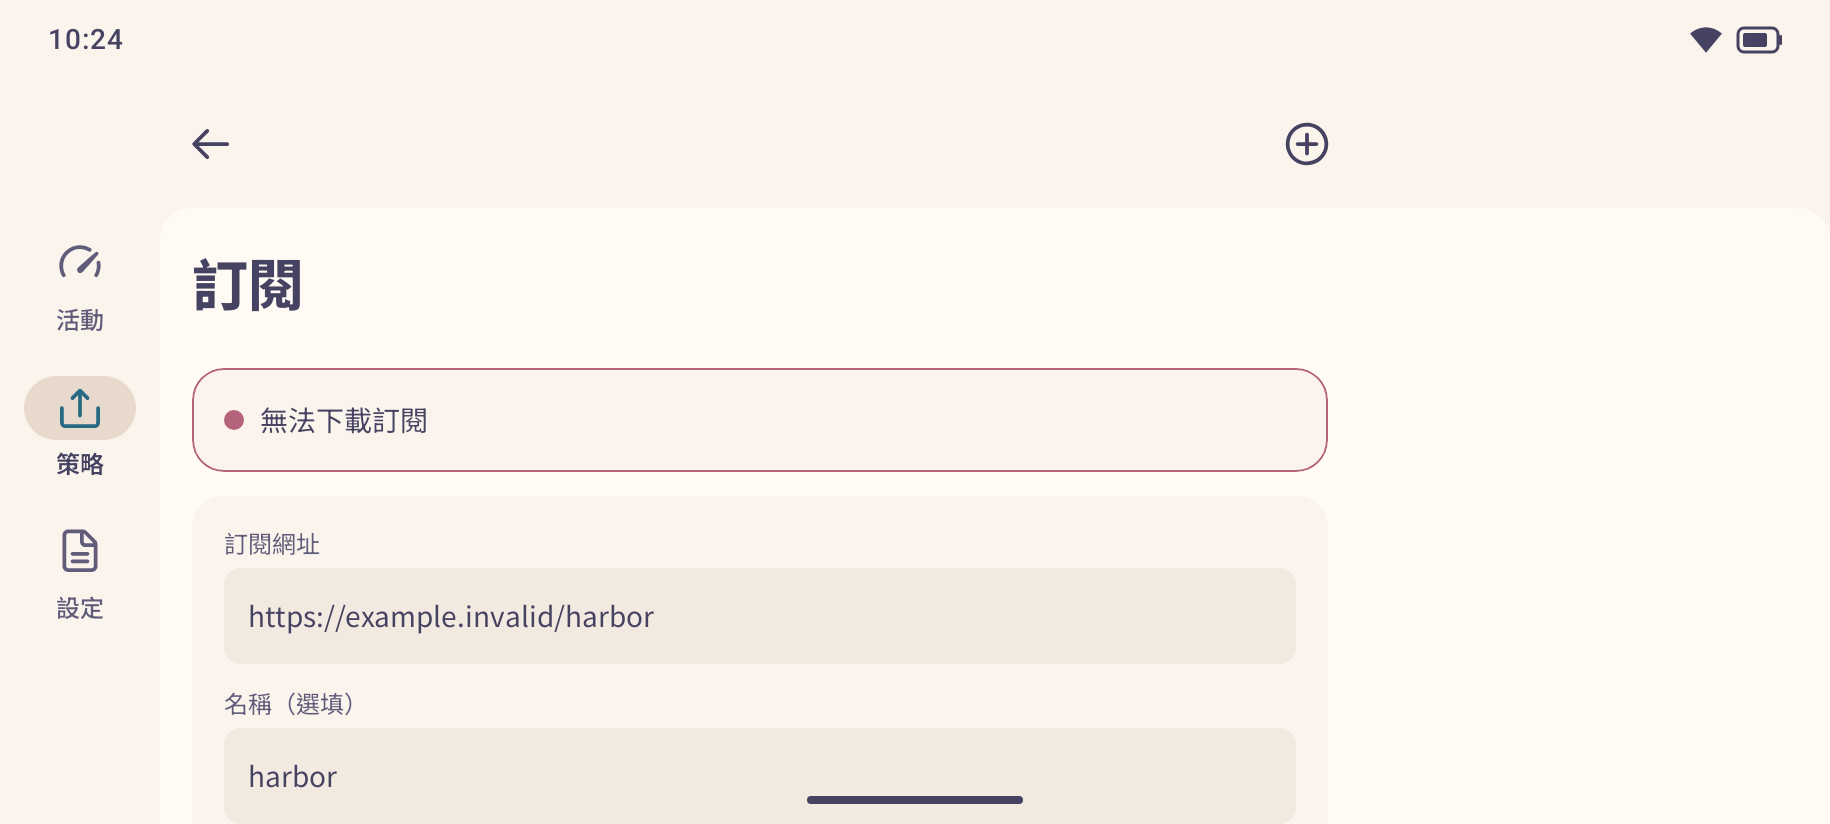 10:24
活動
策略
設定
訂閱
無法下載訂閱
訂閱網址
https://example.invalid/harbor
名稱（選填）
harbor